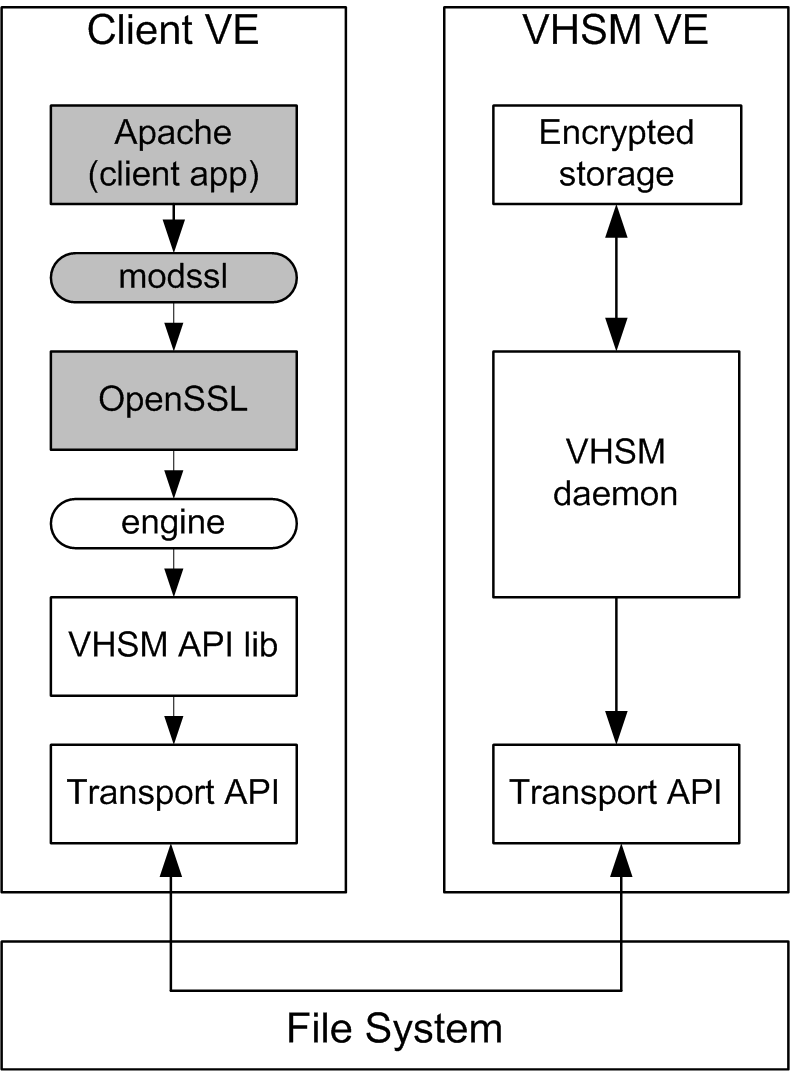 Client VE
Apache
(client app)
modssl
OpenSSL
engine
VHSM API lib
Transport API
VHSM VE
Encrypted
storage
VHSM
daemon
Transport API
File System